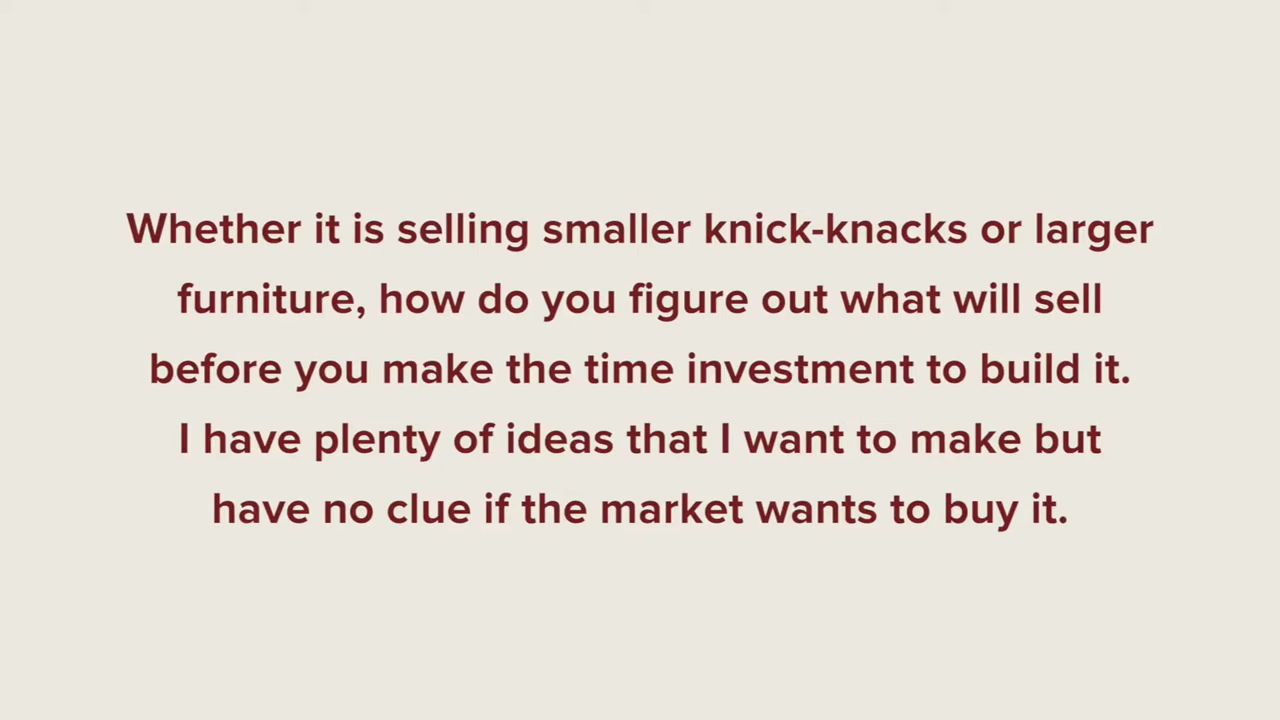 Whether it is selling smaller knick-knacks or larger
furniture, how do you figure out what will sell
before you make the time investment to build it.
I have plenty of ideas that I want to make but
have no clue if the market wants to buy it.